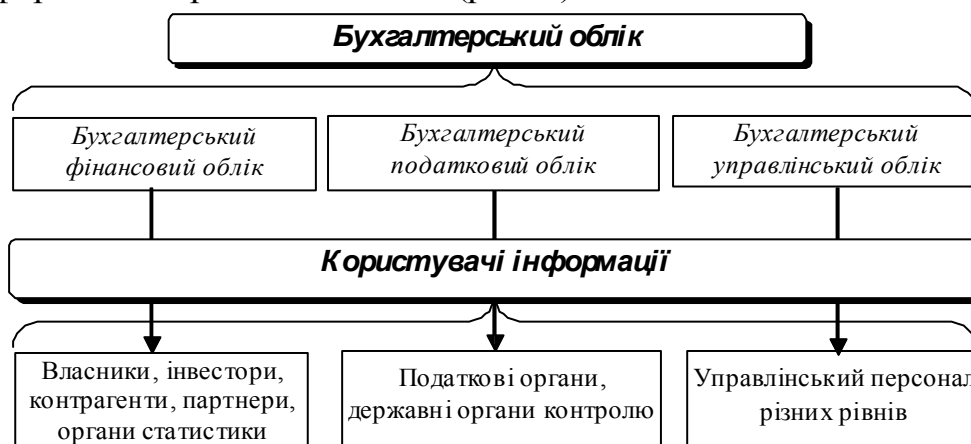 Бухгалтерський облік
Бухгалтерський
фінансовий облік
Бухгалтерський
податковий облік
Бухгалтерський
управлінський облік
Користувачі інформації
Власники, інвестори,
контрагенти, партнери,
органи статистики
Податкові органи,
державні органи контролю
Управлінський персонал
різних рівнів